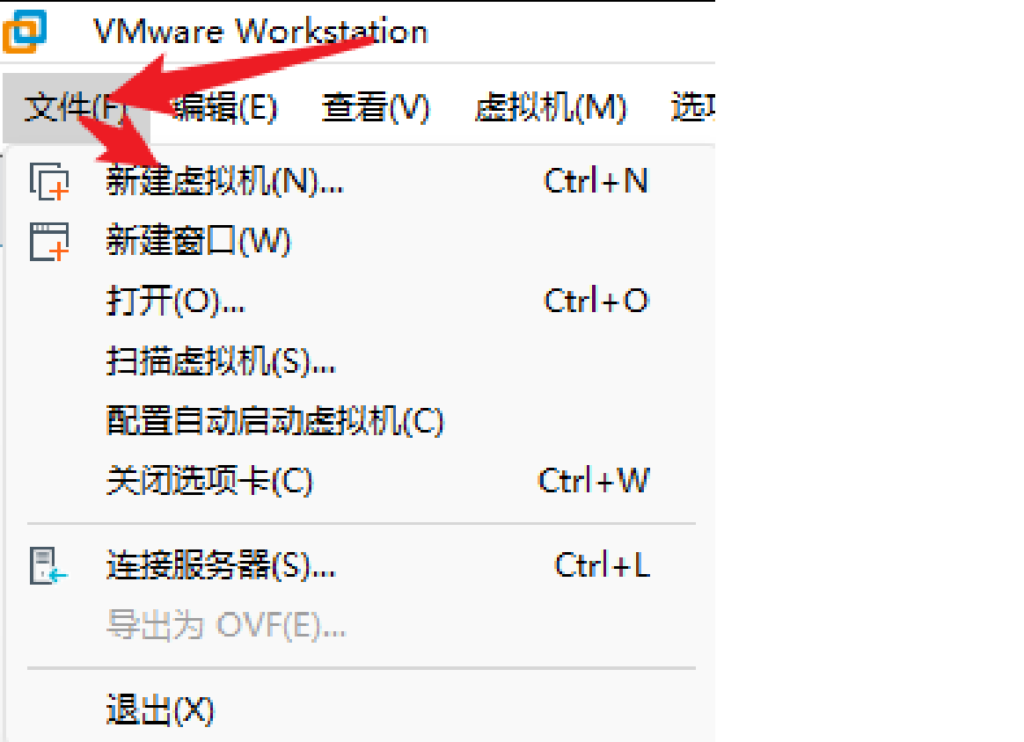 VMware Workstation
文件(F) 编辑(E) 查看(V) 虚拟机(M) 选
新建虚拟机(N)... Ctrl+N
新建窗口(W)
打开(O)... Ctrl+O
扫描虚拟机(S)...
配置自动启动虚拟机(C)
关闭选项卡(C) Ctrl+W
连接服务器(S)... Ctrl+L
导出为 OVF(E)...
退出(X)